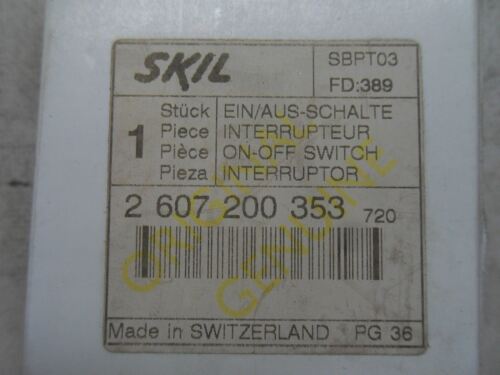 SKIL
SBPT03
FD:389
1
Stück EIN/AUS-SCHALTE
Piece INTERRUPTEUR
Pièce ON-OFF SWITCH
Pieza INTERRUPTOR
2 607 200 353 720
ORIGINAL
GENUINE
Made in SWITZERLAND PG 36